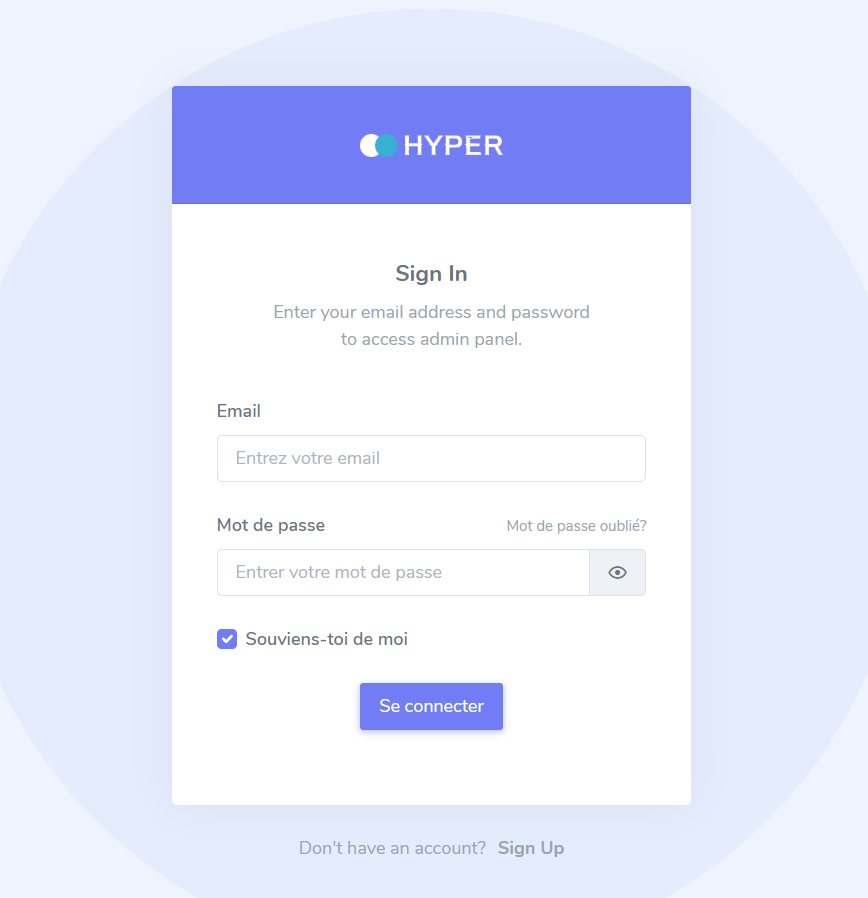 HYPER
Sign In
Enter your email address and password
to access admin panel.
Email
Entrez votre email
Mot de passe
Mot de passe oublié?
Entrer votre mot de passe
Souviens-toi de moi
Se connecter
Don't have an account? Sign Up